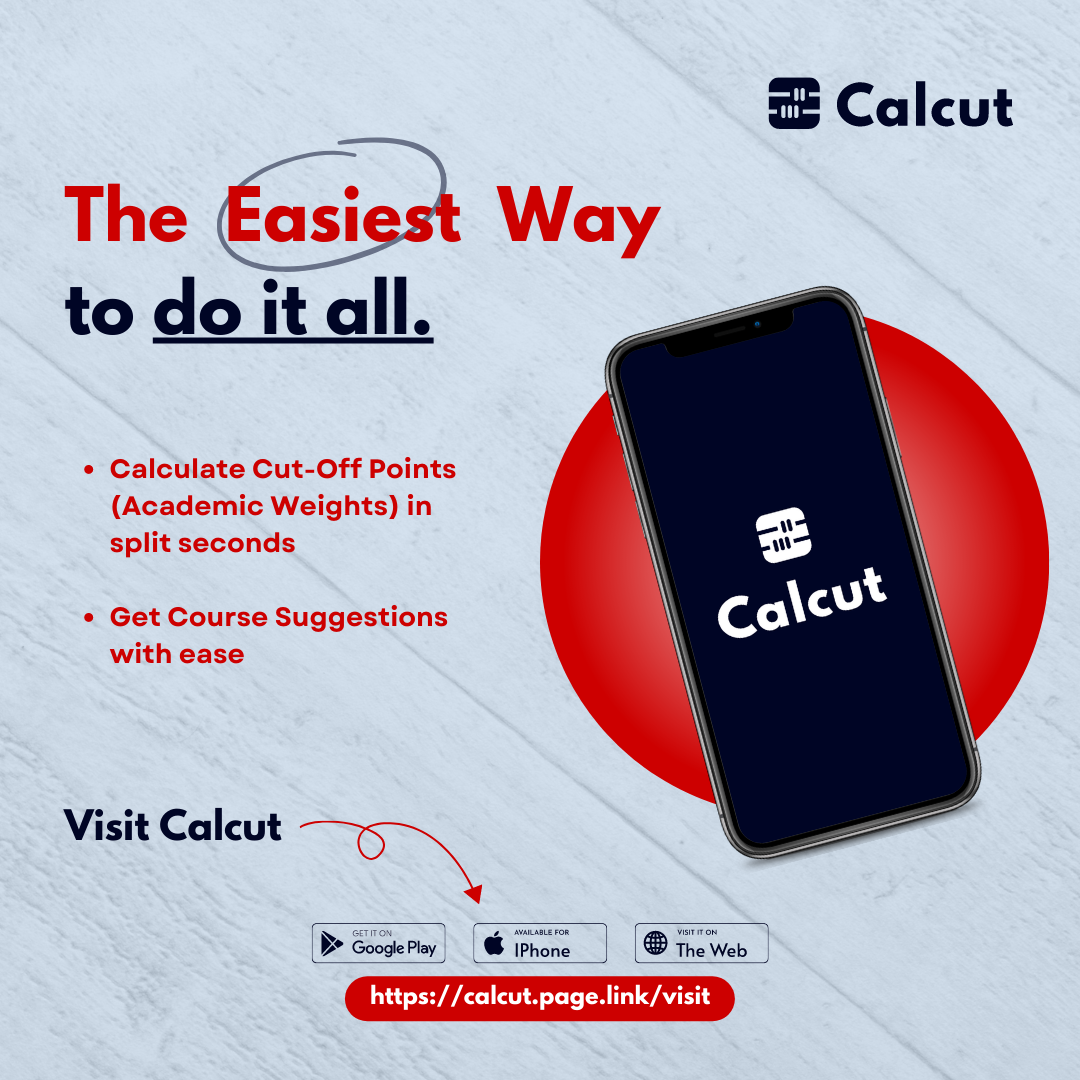 Calcut
The Easiest Way
to do it all.
• Calculate Cut-Off Points
(Academic Weights) in
split seconds
• Get Course Suggestions
with ease
Calcut
Visit Calcut
GET IT ON
Google Play
AVAILABLE FOR
IPhone
VISIT IT ON
The Web
https://calcut.page.link/visit